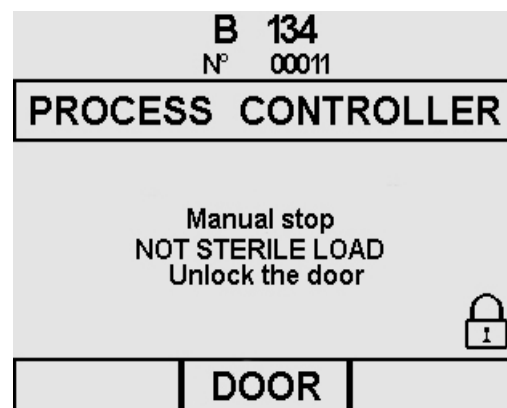 B 134
N° 00011
PROCESS CONTROLLER
Manual stop
NOT STERILE LOAD
Unlock the door
DOOR